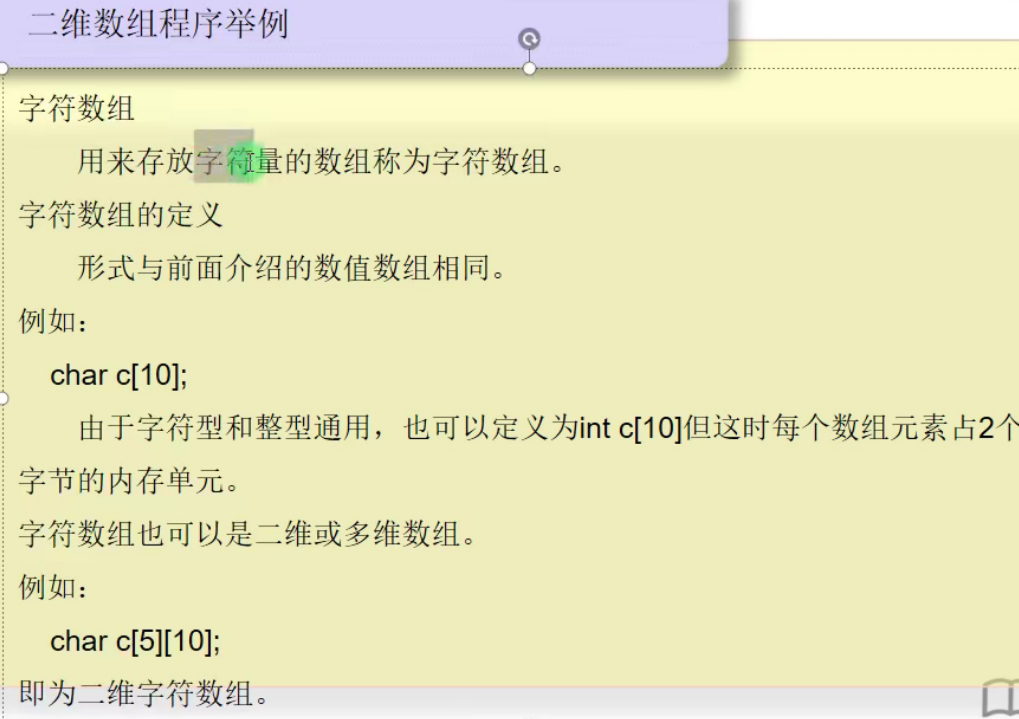 二维数组程序举例
字符数组
用来存放字符量的数组称为字符数组。
字符数组的定义
形式与前面介绍的数值数组相同。
例如：
char c[10];
由于字符型和整型通用，也可以定义为int c[10]但这时每个数组元素占2个
字节的内存单元。
字符数组也可以是二维或多维数组。
例如：
char c[5][10];
即为二维字符数组。